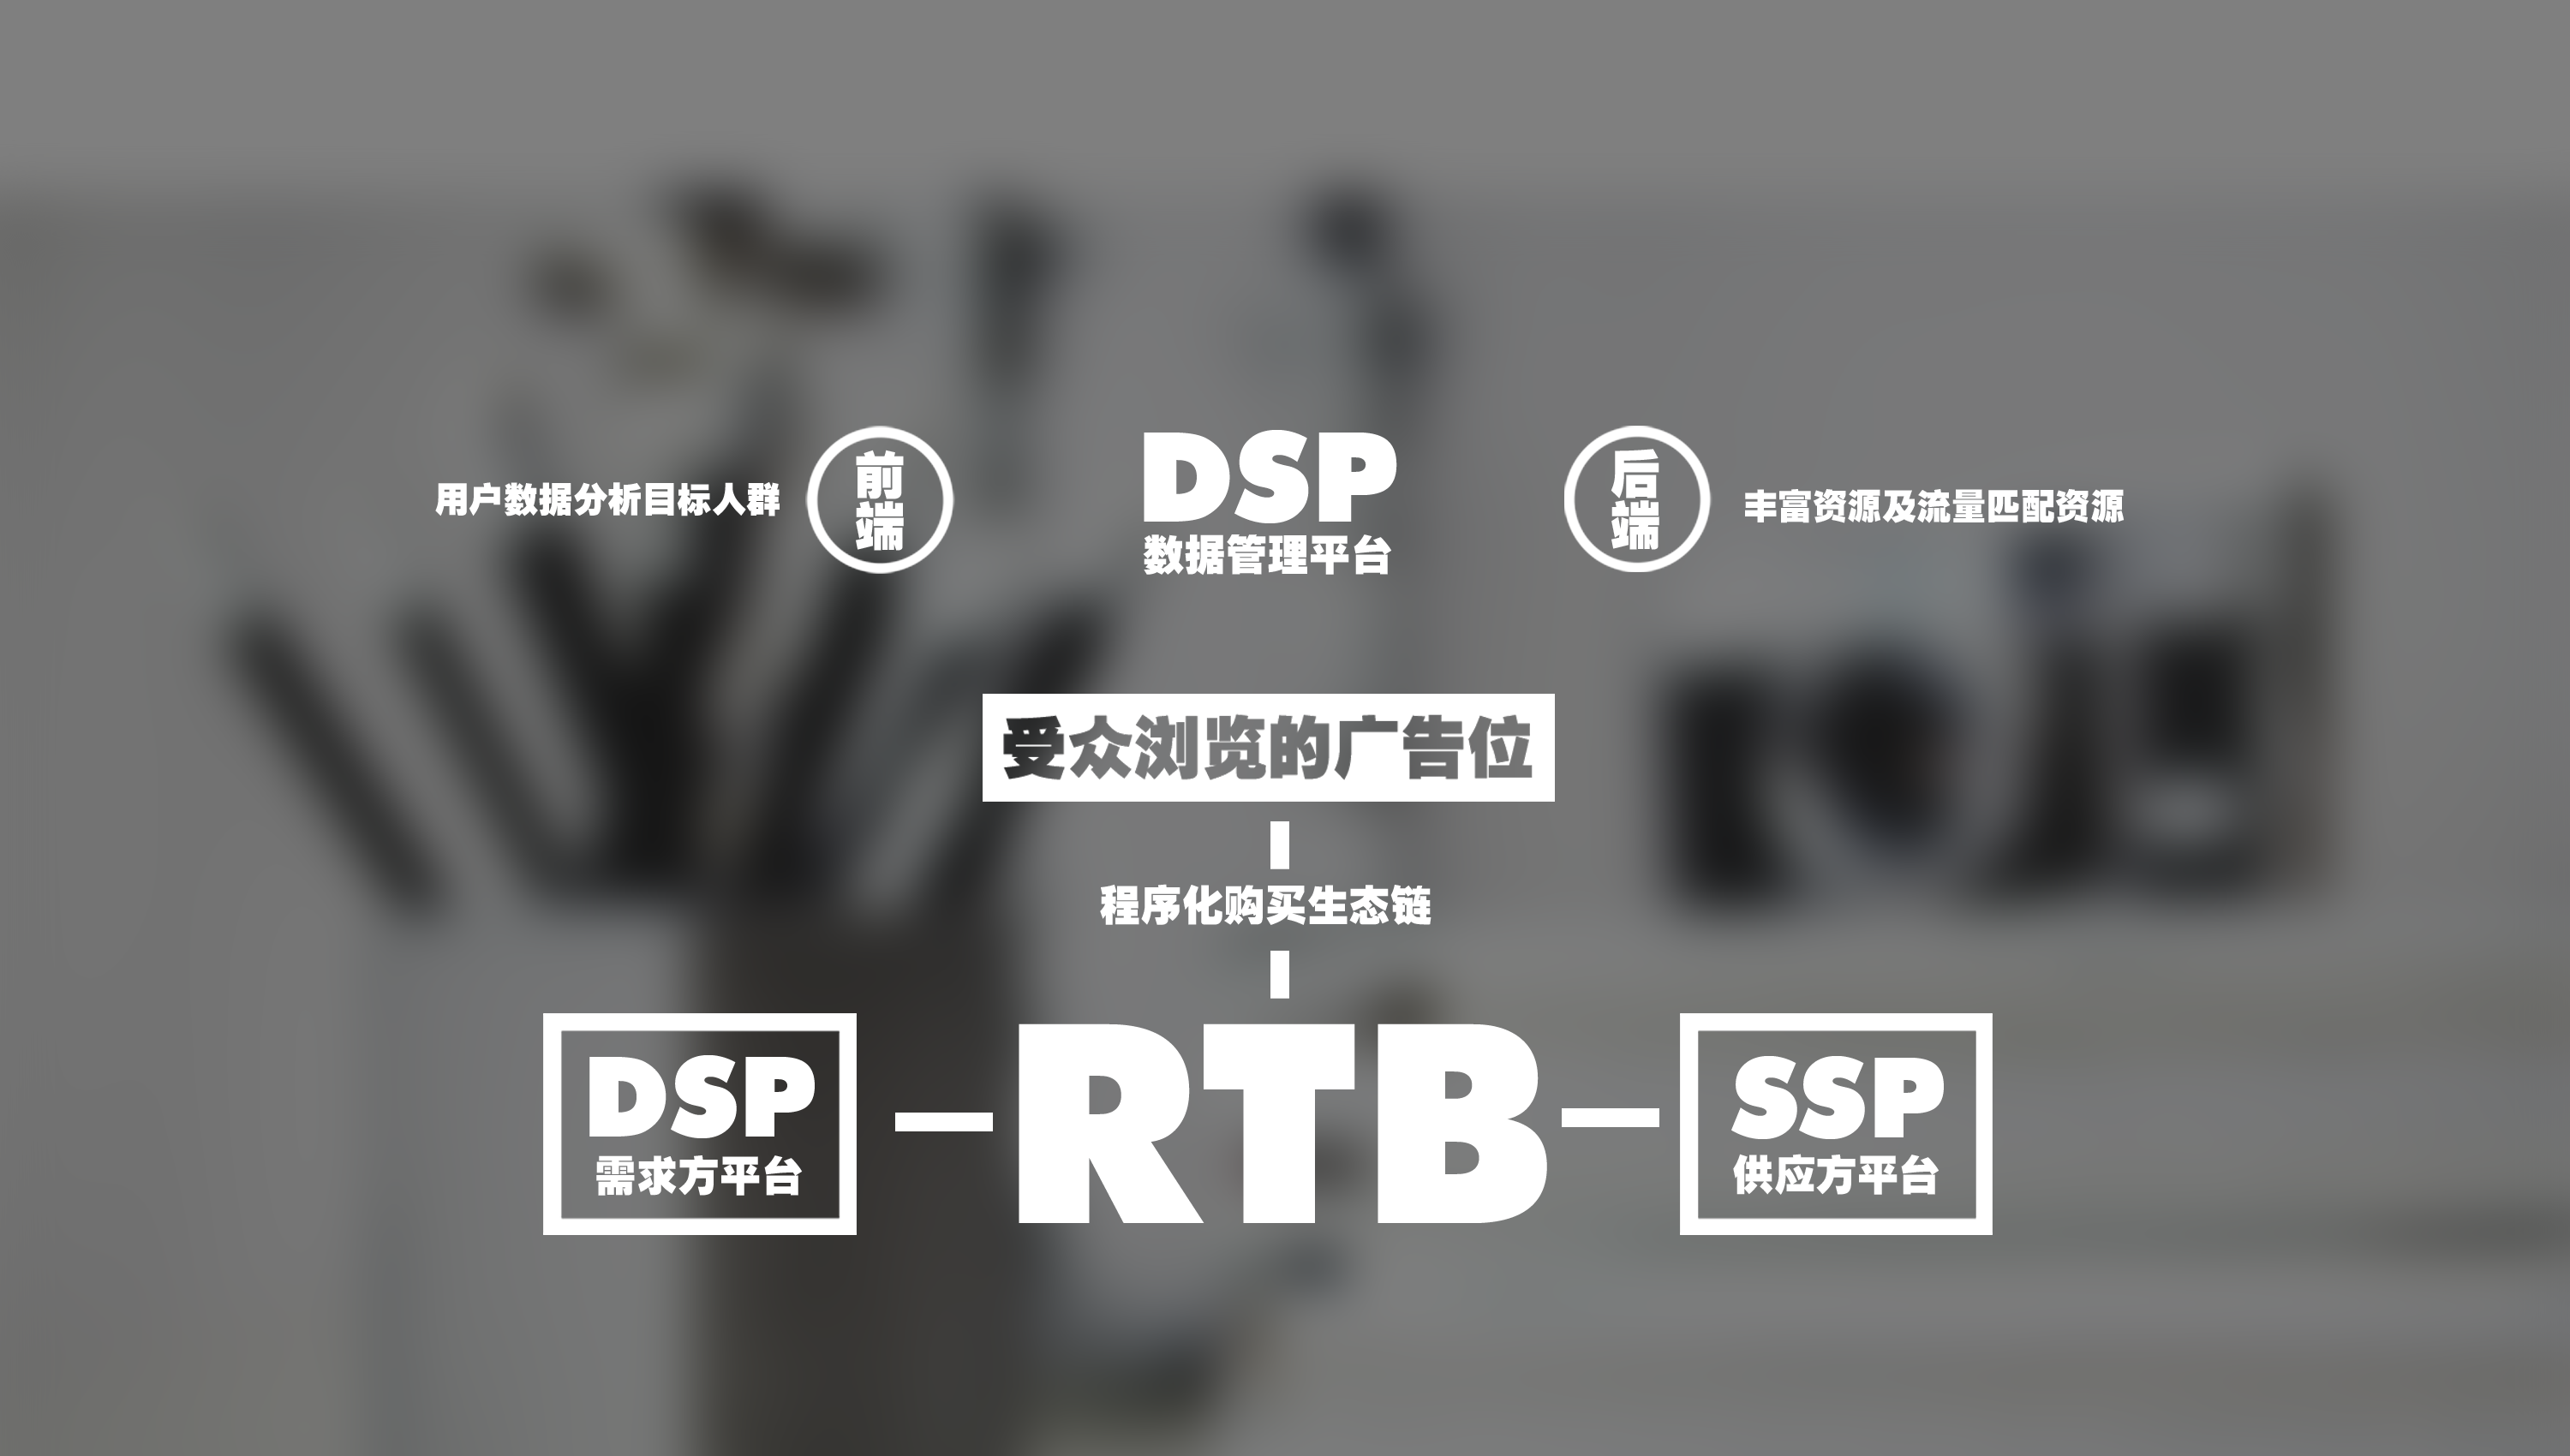 用户数据分析目标人群
前端
DSP
数据管理平台
后端
丰富资源及流量匹配资源
受众浏览的广告位
程序化购买生态链
DSP
需求方平台
RTB
SSP
供应方平台